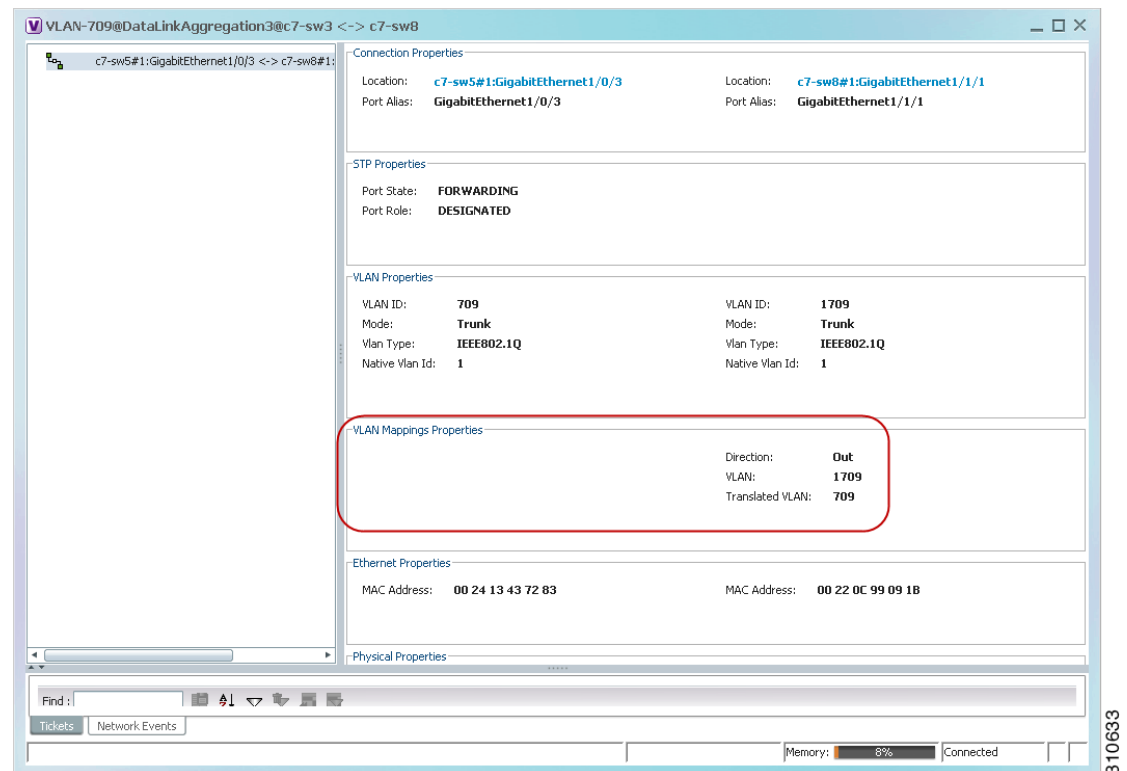 VLAN-709@DataLinkAggregation3@c7-sw3 <-> c7-sw8
c7-sw5#1:GigabitEthernet1/0/3 <-> c7-sw8#1:
Connection Properties
Location: c7-sw5#1:GigabitEthernet1/0/3 Location: c7-sw8#1:GigabitEthernet1/1/1
Port Alias: GigabitEthernet1/0/3 Port Alias: GigabitEthernet1/1/1
STP Properties
Port State: FORWARDING
Port Role: DESIGNATED
VLAN Properties
VLAN ID: 709 VLAN ID: 1709
Mode: Trunk Mode: Trunk
Vlan Type: IEEE802.1Q Vlan Type: IEEE802.1Q
Native Vlan Id: 1 Native Vlan Id: 1
VLAN Mappings Properties
Direction: Out
VLAN: 1709
Translated VLAN: 709
Ethernet Properties
MAC Address: 00 24 13 43 72 83 MAC Address: 00 22 0C 99 09 1B
Physical Properties
Find :
Tickets Network Events
Memory: 8% Connected
310633